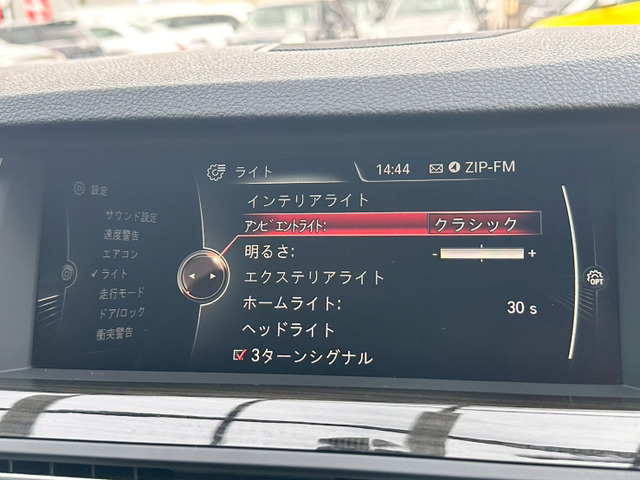 ライト 14:44 ZIP-FM
設定
サウンド設定
速度警告
エアコン
✓ライト
走行モード
ドア/ロック
衝突警告
インテリアライト
アンビエントライト: クラシック
明るさ: - +
エクステリアライト
ホームライト: 30 s
ヘッドライト
3ターンシグナル
OPT